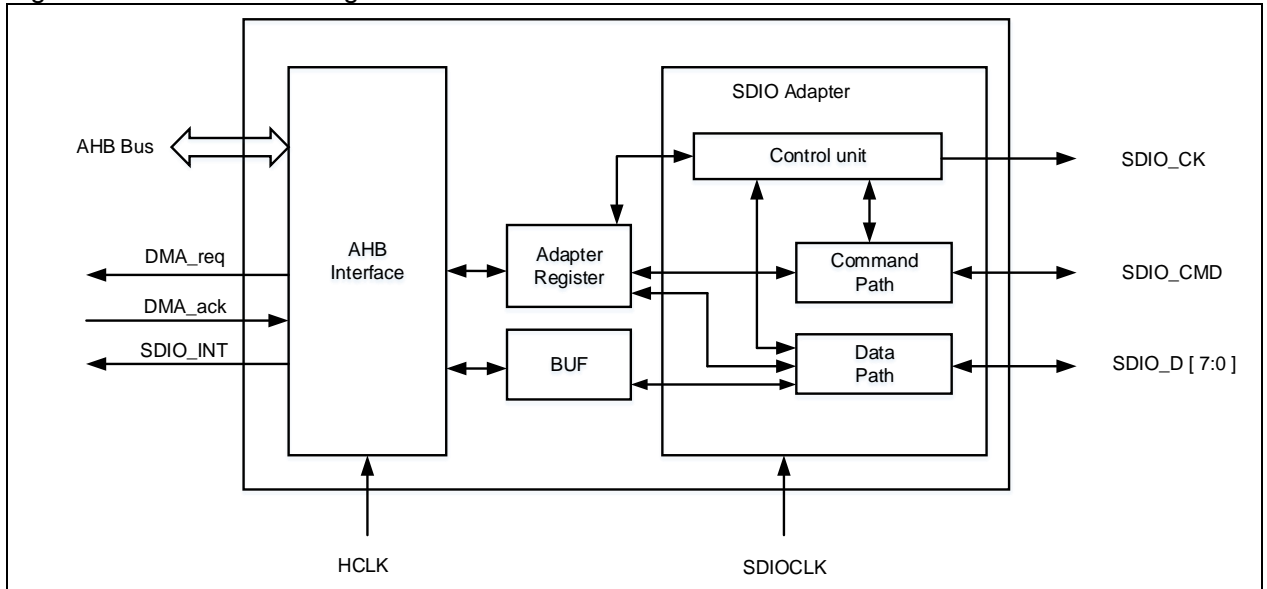 SDIO Adapter
AHB Bus
Control unit
SDIO_CK
DMA_req
AHB
Interface
Adapter
Register
Command
Path
SDIO_CMD
DMA_ack
SDIO_INT
BUF
Data
Path
SDIO_D [ 7:0 ]
HCLK
SDIOCLK